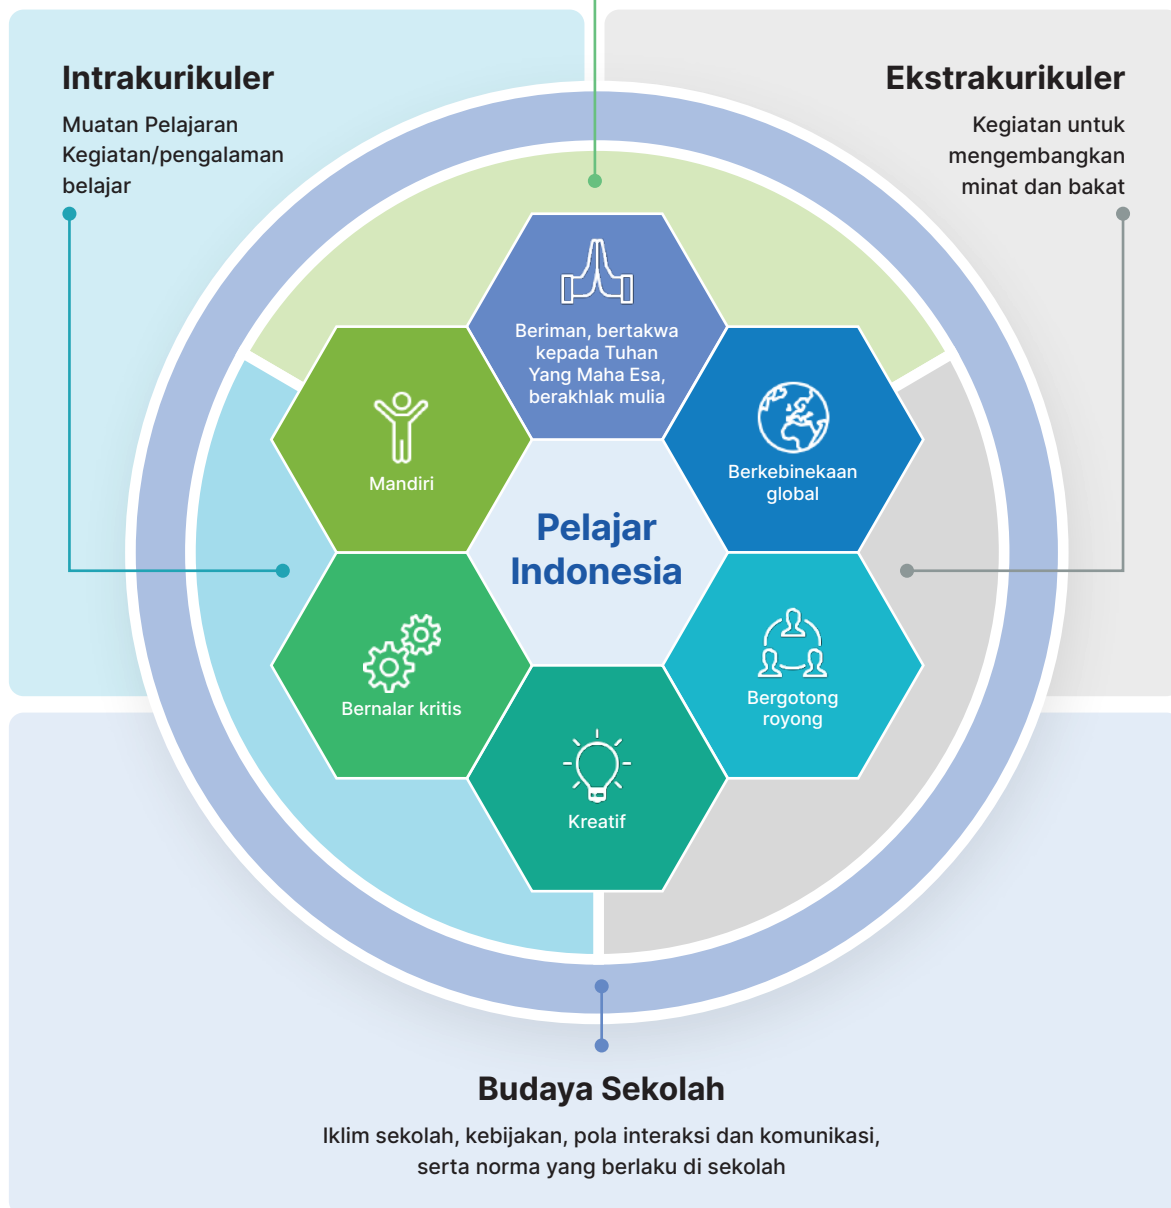 Intrakurikuler
Muatan Pelajaran
Kegiatan/pengalaman
belajar
Ekstrakurikuler
Kegiatan untuk
mengembangkan
minat dan bakat
Beriman, bertakwa
kepada Tuhan
Yang Maha Esa,
berakhlak mulia
Mandiri
Berkebinekaan
global
Pelajar
Indonesia
Bernalar kritis
Bergotong
royong
Kreatif
Budaya Sekolah
Iklim sekolah, kebijakan, pola interaksi dan komunikasi,
serta norma yang berlaku di sekolah